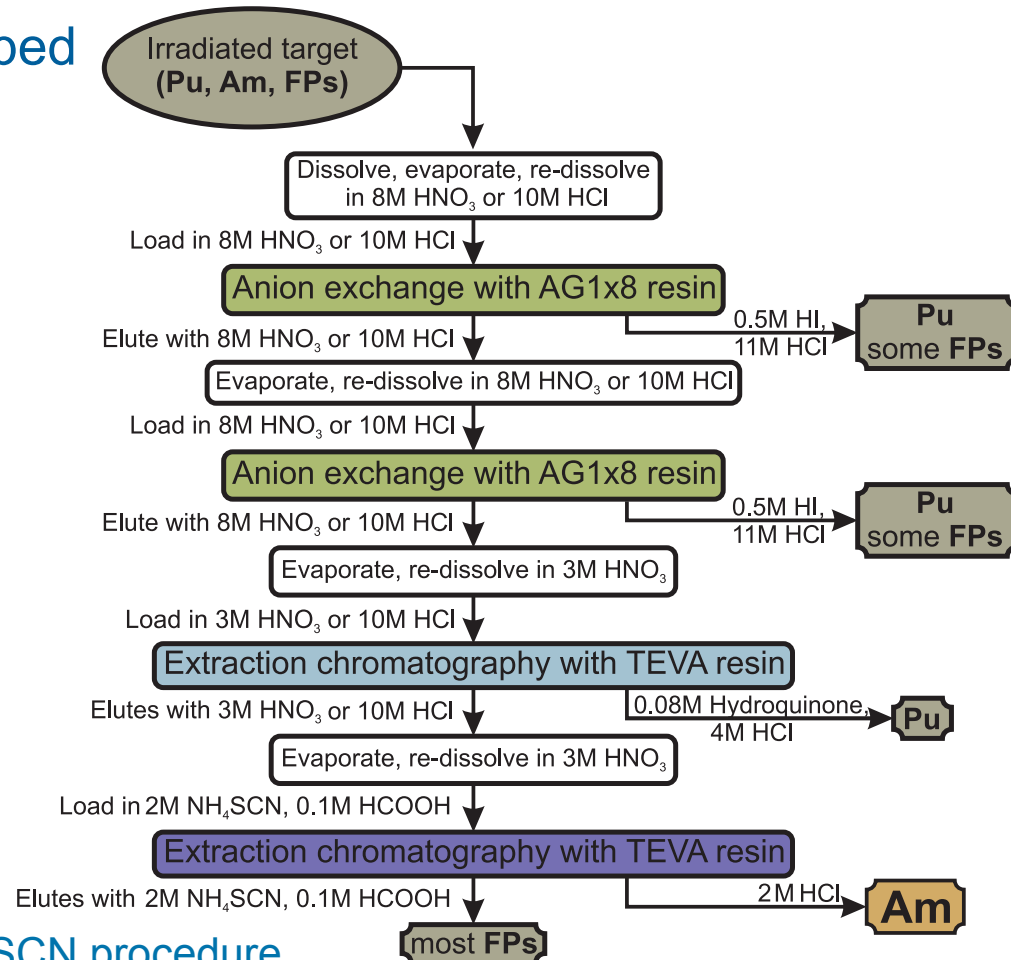 Irradiated target
(Pu, Am, FPs)
Dissolve, evaporate, re-dissolve
in 8M HNO₃ or 10M HCl
Load in 8M HNO₃ or 10M HCl
Anion exchange with AG1x8 resin
0.5M HI,
11M HCl
Pu
some FPs
Elute with 8M HNO₃ or 10M HCl
Evaporate, re-dissolve in 8M HNO₃ or 10M HCl
Load in 8M HNO₃ or 10M HCl
Anion exchange with AG1x8 resin
0.5M HI,
11M HCl
Pu
some FPs
Elute with 8M HNO₃ or 10M HCl
Evaporate, re-dissolve in 3M HNO₃
Load in 3M HNO₃ or 10M HCl
Extraction chromatography with TEVA resin
0.08M Hydroquinone,
4M HCl
Pu
Elutes with 3M HNO₃ or 10M HCl
Evaporate, re-dissolve in 3M HNO₃
Load in 2M NH₄SCN, 0.1M HCOOH
Extraction chromatography with TEVA resin
2M HCl
Am
Elutes with 2M NH₄SCN, 0.1M HCOOH
most FPs
SCN procedure